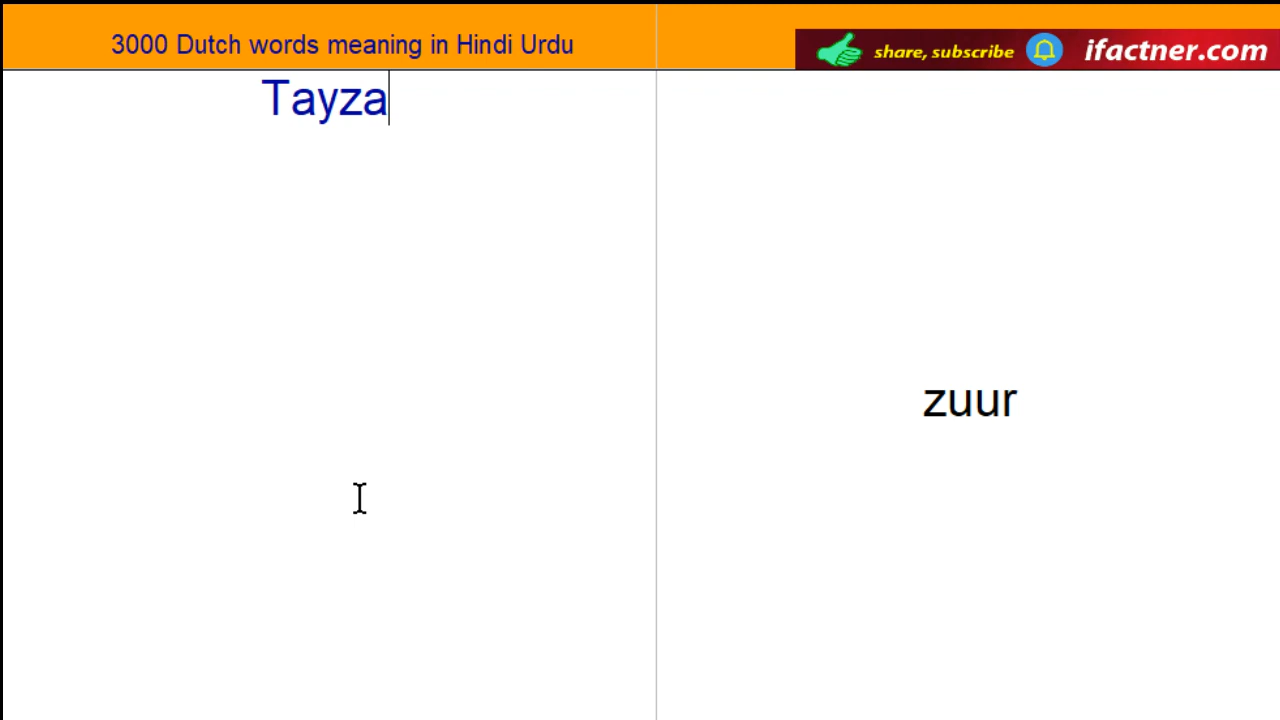 3000 Dutch words meaning in Hindi Urdu
share, subscribe
ifactner.com
Tayza
zuur